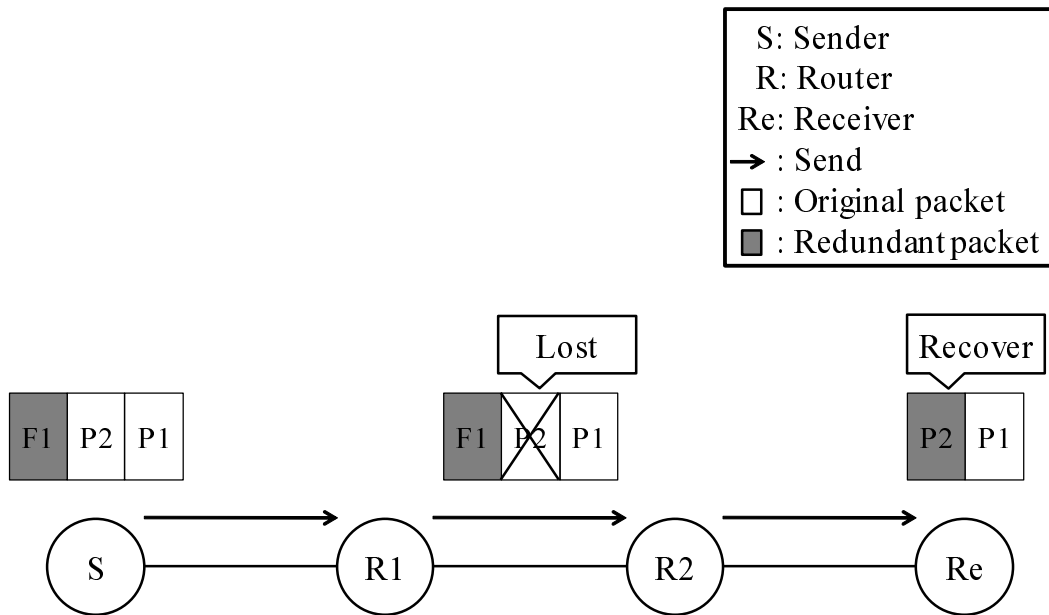 S: Sender
R: Router
Re: Receiver
: Send
: Original packet
: Redundant packet
Lost
Recover
F1 P2 P1
F1 P2 P1
P2 P1
S
R1
R2
Re